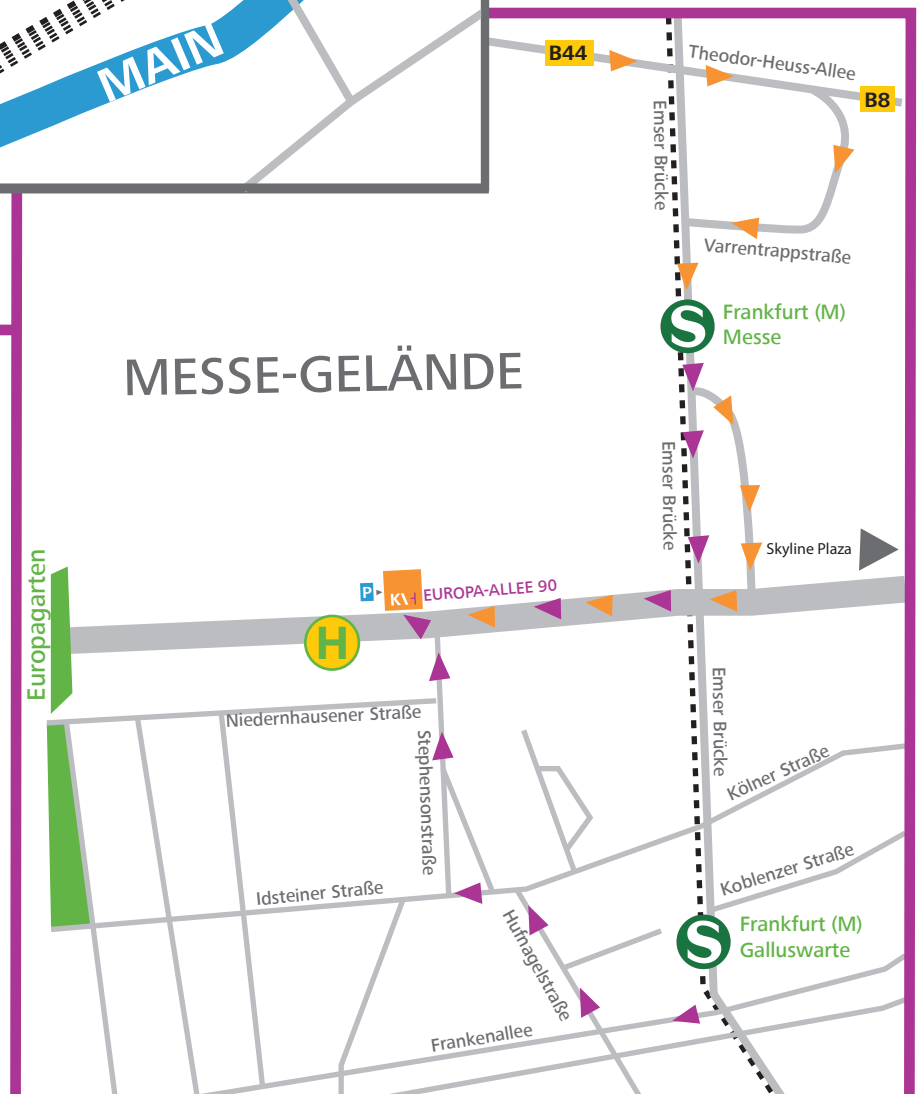 MAIN
B44
Theodor-Heuss-Allee
B8
Emser Brücke
Varrentrappstraße
S
Frankfurt (M)
Messe
MESSE-GELÄNDE
Emser Brücke
Skyline Plaza
Europagarten
P
EUROPA-ALLEE 90
H
Emser Brücke
Niedernhausener Straße
Stephensonstraße
Kölner Straße
Koblenzer Straße
Idsteiner Straße
Hufnagelstraße
S
Frankfurt (M)
Galluswarte
Frankenallee